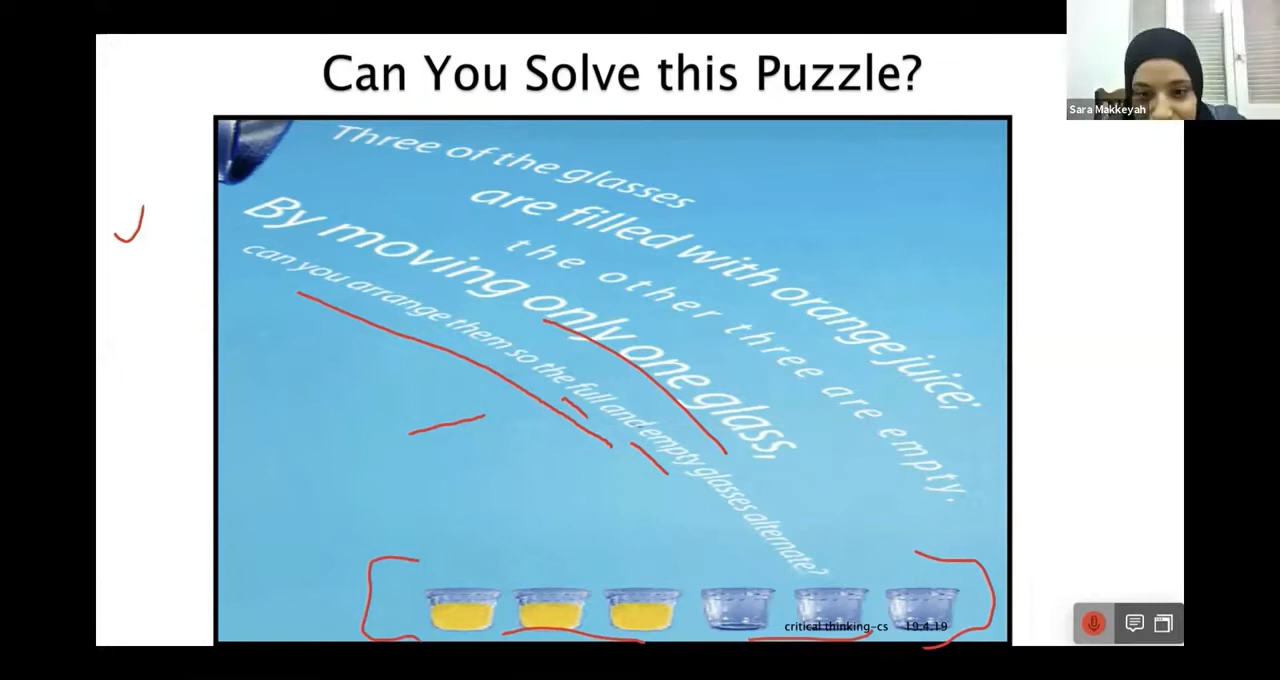 Can You Solve this Puzzle?
Sara Makkeyah
Three of the glasses
are filled with orange juice;
the other three are empty.
By moving only one glass,
can you arrange them so the full and empty glasses alternate?
critical thinking-cs 19.4.19